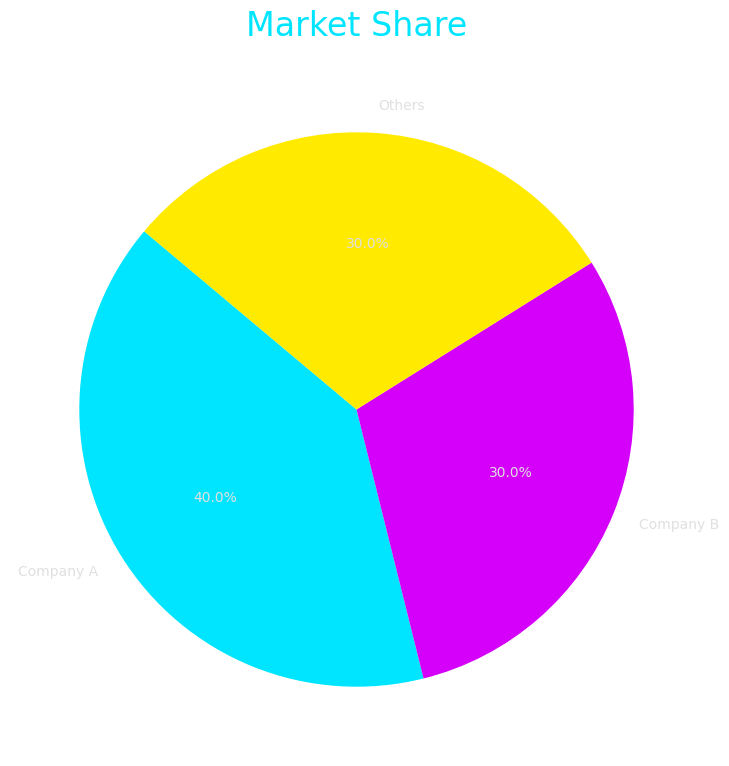 Market Share
Others
30.0%
30.0%
40.0%
Company B
Company A